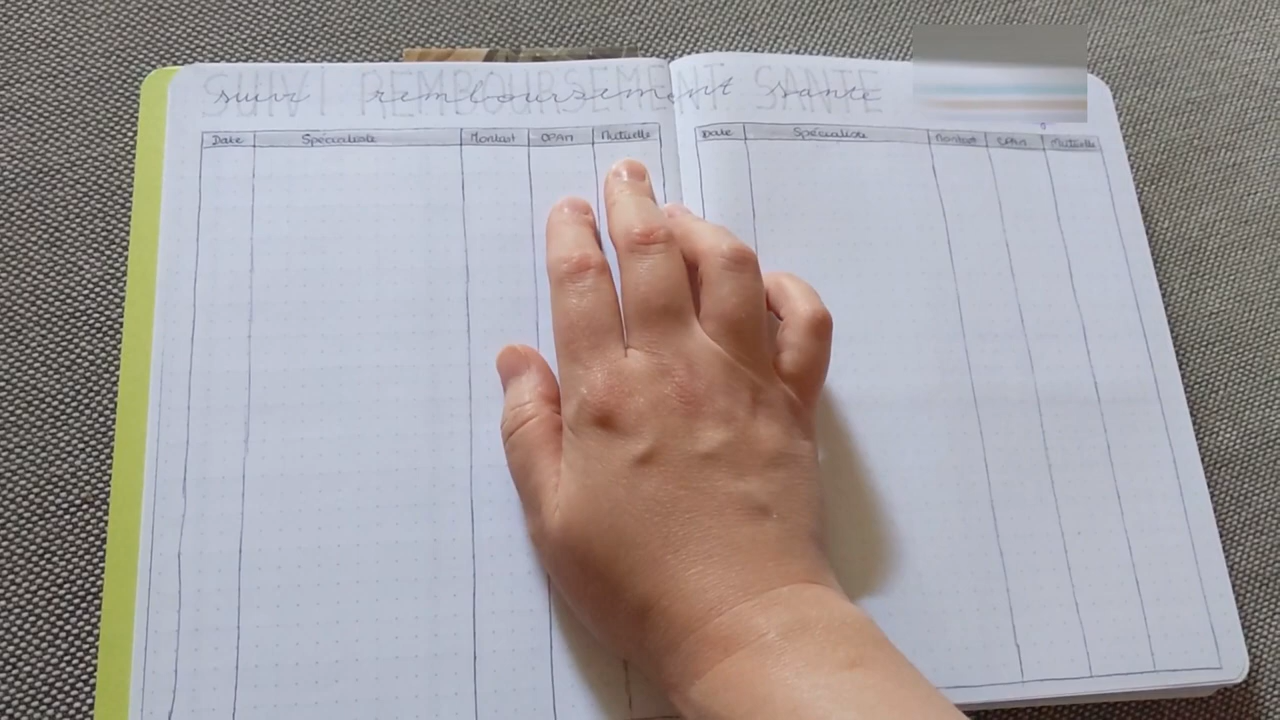 SUIVI REMBOURSEMENT SANTE
suivi remboursement santé
Date Spécialiste Montant CPAM Mutuelle
Date Spécialiste Montant CPAM Mutuelle